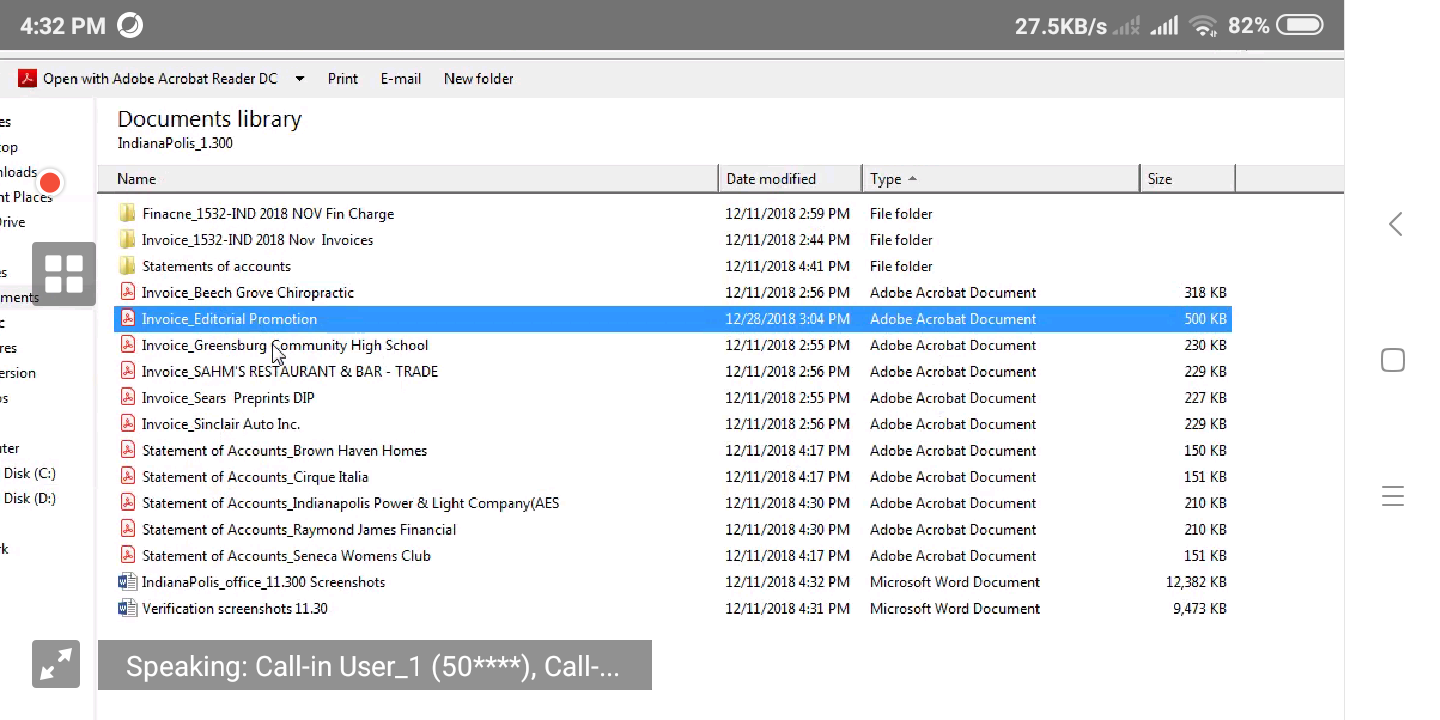 4:32 PM 27.5KB/s 82%
Open with Adobe Acrobat Reader DC Print E-mail New folder
Documents library
IndianaPolis_1.300
Name Date modified Type Size
Finacne_1532-IND 2018 NOV Fin Charge 12/11/2018 2:59 PM File folder
Invoice_1532-IND 2018 Nov  Invoices 12/11/2018 2:44 PM File folder
Statements of accounts 12/11/2018 4:41 PM File folder
Invoice_Beech Grove Chiropractic 12/11/2018 2:56 PM Adobe Acrobat Document 318 KB
Invoice_Editorial Promotion 12/28/2018 3:04 PM Adobe Acrobat Document 500 KB
Invoice_Greensburg Community High School 12/11/2018 2:55 PM Adobe Acrobat Document 230 KB
Invoice_SAHM'S RESTAURANT & BAR - TRADE 12/11/2018 2:56 PM Adobe Acrobat Document 229 KB
Invoice_Sears  Preprints DIP 12/11/2018 2:55 PM Adobe Acrobat Document 227 KB
Invoice_Sinclair Auto Inc. 12/11/2018 2:56 PM Adobe Acrobat Document 229 KB
Statement of Accounts_Brown Haven Homes 12/11/2018 4:17 PM Adobe Acrobat Document 150 KB
Statement of Accounts_Cirque Italia 12/11/2018 4:17 PM Adobe Acrobat Document 151 KB
Statement of Accounts_Indianapolis Power & Light Company(AES 12/11/2018 4:30 PM Adobe Acrobat Document 210 KB
Statement of Accounts_Raymond James Financial 12/11/2018 4:30 PM Adobe Acrobat Document 210 KB
Statement of Accounts_Seneca Womens Club 12/11/2018 4:17 PM Adobe Acrobat Document 151 KB
IndianaPolis_office_11.300 Screenshots 12/11/2018 4:32 PM Microsoft Word Document 12,382 KB
Verification screenshots 11.30 12/11/2018 4:31 PM Microsoft Word Document 9,473 KB
es
op
nloads
nt Places
rive
es
ments
c
res
ersion
os
uter
Disk (C:)
Disk (D:)
rk
Speaking: Call-in User_1 (50****), Call-...